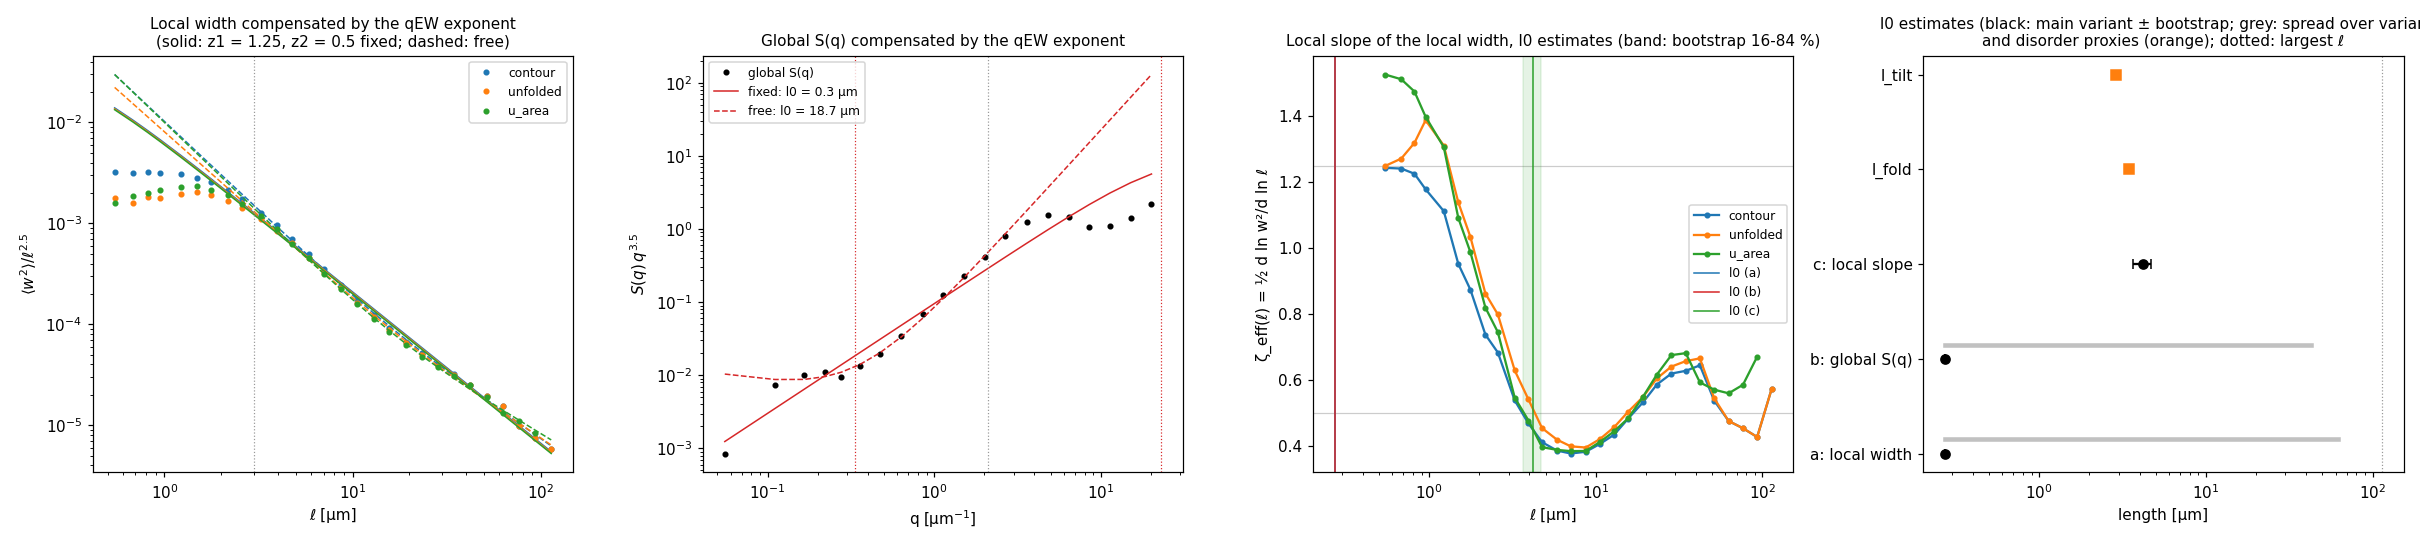 Local width compensated by the qEW exponent
(solid: z1 = 1.25, z2 = 0.5 fixed; dashed: free)
contour
unfolded
u_area
10⁻²
10⁻³
10⁻⁴
10⁻⁵
⟨w²⟩/ℓ^2.5
10⁰
10¹
10²
ℓ [µm]
Global S(q) compensated by the qEW exponent
global S(q)
fixed: l0 = 0.3 µm
free: l0 = 18.7 µm
10²
10¹
10⁰
10⁻¹
10⁻²
10⁻³
S(q) q^3.5
10⁻¹
10⁰
10¹
q [µm⁻¹]
Local slope of the local width, l0 estimates (band: bootstrap 16-84 %)
1.4
1.2
1.0
0.8
0.6
0.4
ζ_eff(ℓ) = ½ d ln w²/d ln ℓ
contour
unfolded
u_area
l0 (a)
l0 (b)
l0 (c)
10⁰
10¹
10²
ℓ [µm]
l0 estimates (black: main variant ± bootstrap; grey: spread over varian
and disorder proxies (orange); dotted: largest ℓ
l_tilt
l_fold
c: local slope
b: global S(q)
a: local width
10⁰
10¹
10²
length [µm]